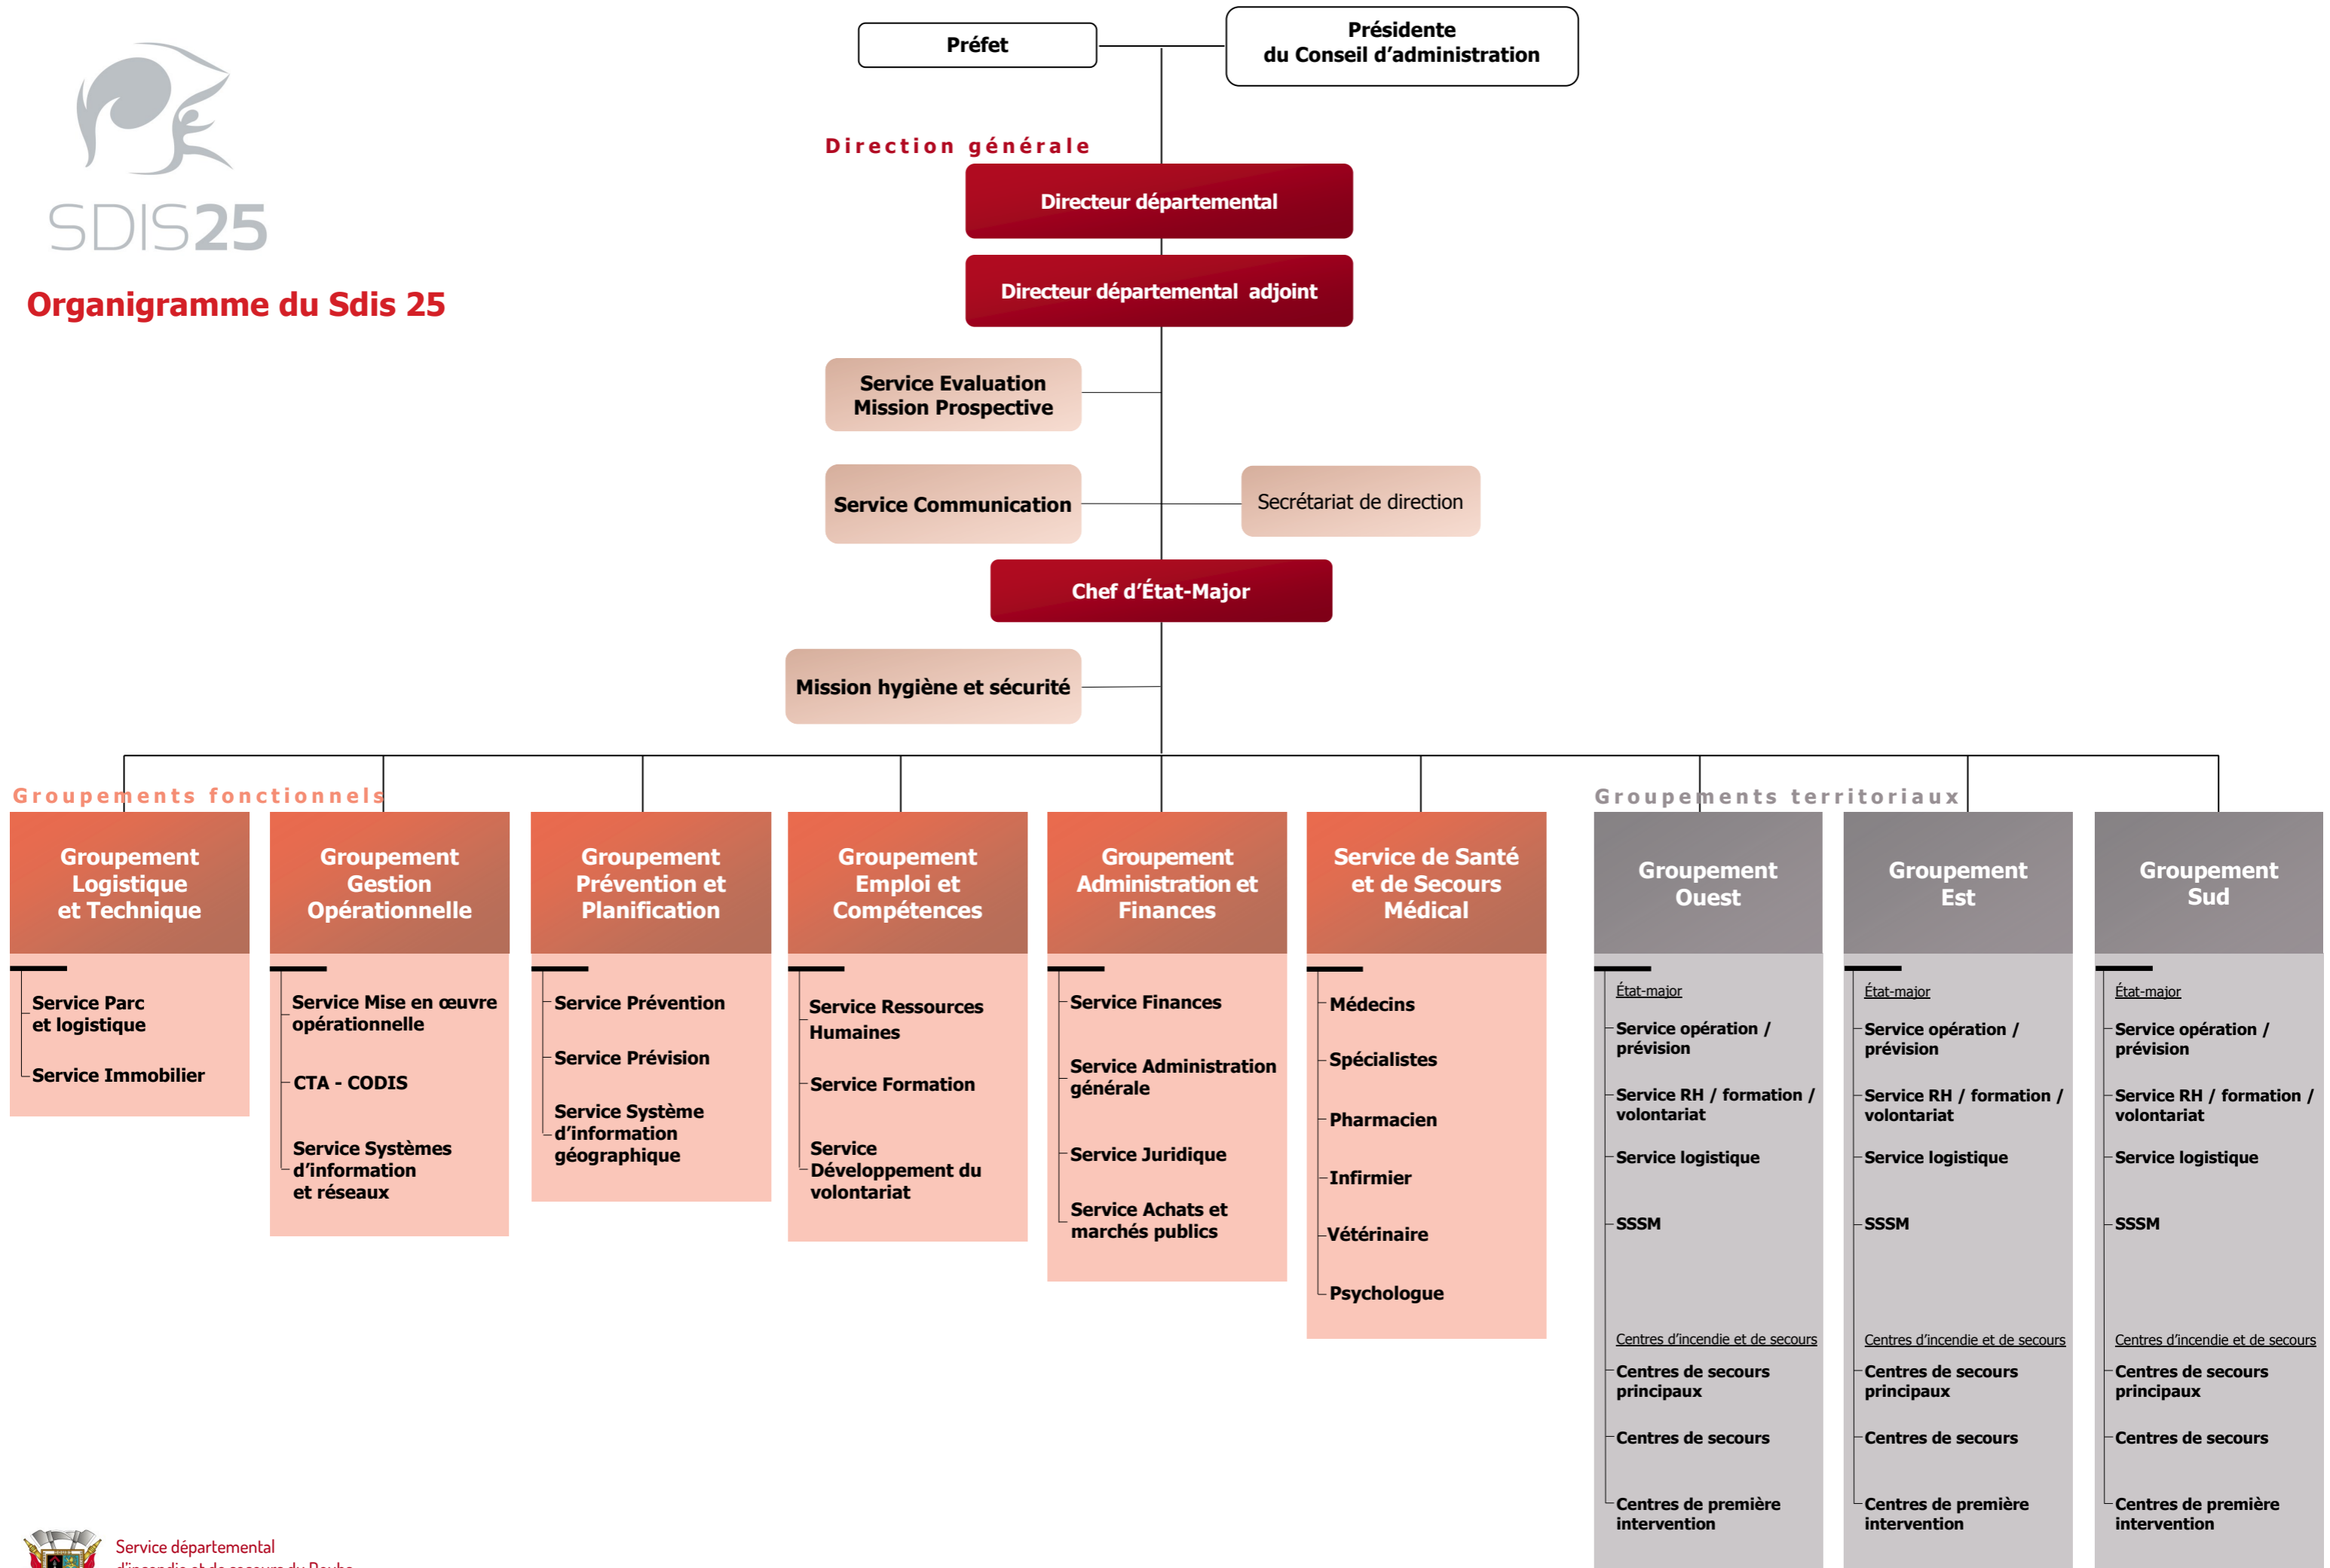 Préfet
Présidente
du Conseil d'administration
SDIS25
Organigramme du Sdis 25
Direction générale
Directeur départemental
Directeur départemental adjoint
Service Evaluation
Mission Prospective
Service Communication
Secrétariat de direction
Chef d'État-Major
Mission hygiène et sécurité
Groupements fonctionnels
Groupement
Logistique
et Technique
Service Parc
et logistique
Service Immobilier
Groupement
Gestion
Opérationnelle
Service Mise en œuvre
opérationnelle
CTA - CODIS
Service Systèmes
d'information
et réseaux
Groupement
Prévention et
Planification
Service Prévention
Service Prévision
Service Système
d'information
géographique
Groupement
Emploi et
Compétences
Service Ressources
Humaines
Service Formation
Service
Développement du
volontariat
Groupement
Administration et
Finances
Service Finances
Service Administration
générale
Service Juridique
Service Achats et
marchés publics
Service de Santé
et de Secours
Médical
Médecins
Spécialistes
Pharmacien
Infirmier
Vétérinaire
Psychologue
Groupements territoriaux
Groupement
Ouest
État-major
Service opération /
prévision
Service RH / formation /
volontariat
Service logistique
SSSM
Centres d'incendie et de secours
Centres de secours
principaux
Centres de secours
Centres de première
intervention
Groupement
Est
État-major
Service opération /
prévision
Service RH / formation /
volontariat
Service logistique
SSSM
Centres d'incendie et de secours
Centres de secours
principaux
Centres de secours
Centres de première
intervention
Groupement
Sud
État-major
Service opération /
prévision
Service RH / formation /
volontariat
Service logistique
SSSM
Centres d'incendie et de secours
Centres de secours
principaux
Centres de secours
Centres de première
intervention
Service départemental
d'incendie et de secours du Doubs